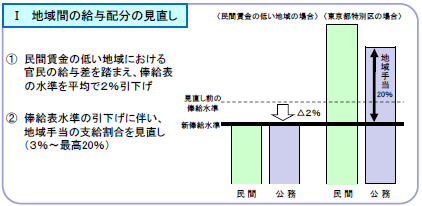 Ⅰ 地域間の給与配分の見直し
① 民間賃金の低い地域における
官民の給与差を踏まえ、俸給表
の水準を平均で2%引下げ
② 俸給表水準の引下げに伴い、
地域手当の支給割合を見直し
(3%~最高20%)
(民間賃金の低い地域の場合)(東京都特別区の場合)
見直し前の
俸給水準
新俸給水準
△2%
地域手当
20%
民間 公務 民間 公務